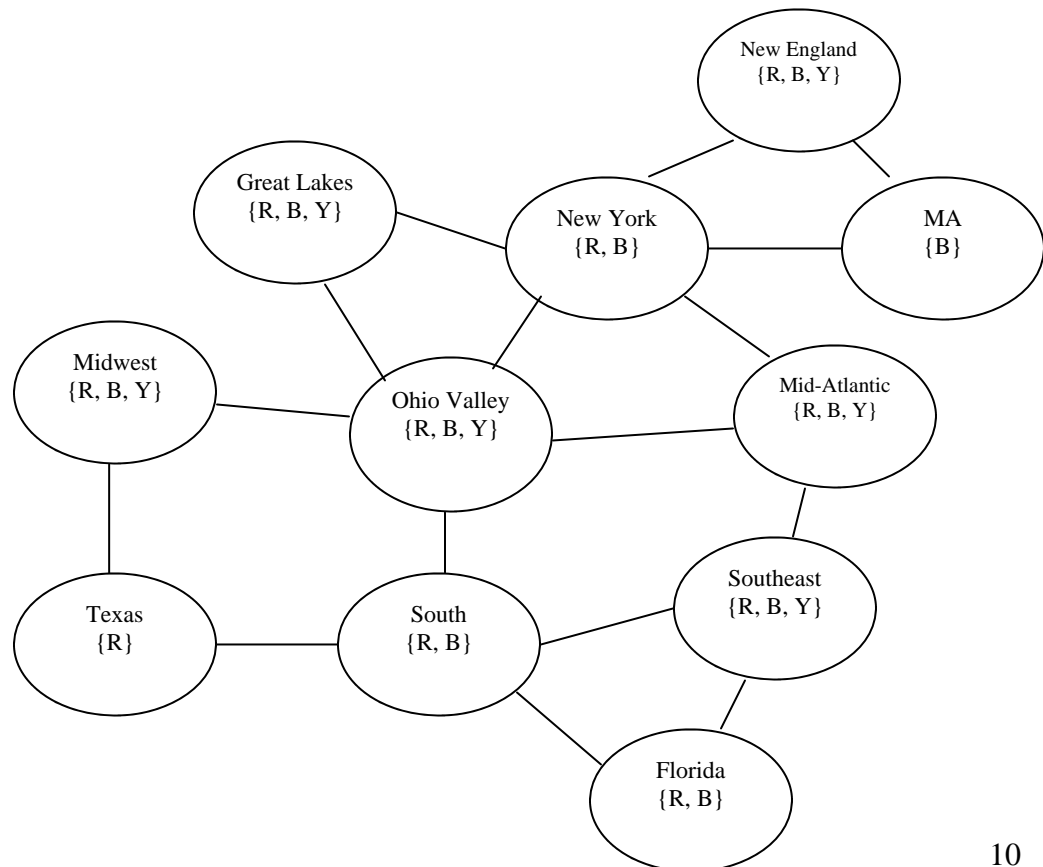 New England
{R, B, Y}
Great Lakes
{R, B, Y}
New York
{R, B}
MA
{B}
Midwest
{R, B, Y}
Ohio Valley
{R, B, Y}
Mid-Atlantic
{R, B, Y}
Texas
{R}
South
{R, B}
Southeast
{R, B, Y}
Florida
{R, B}
10